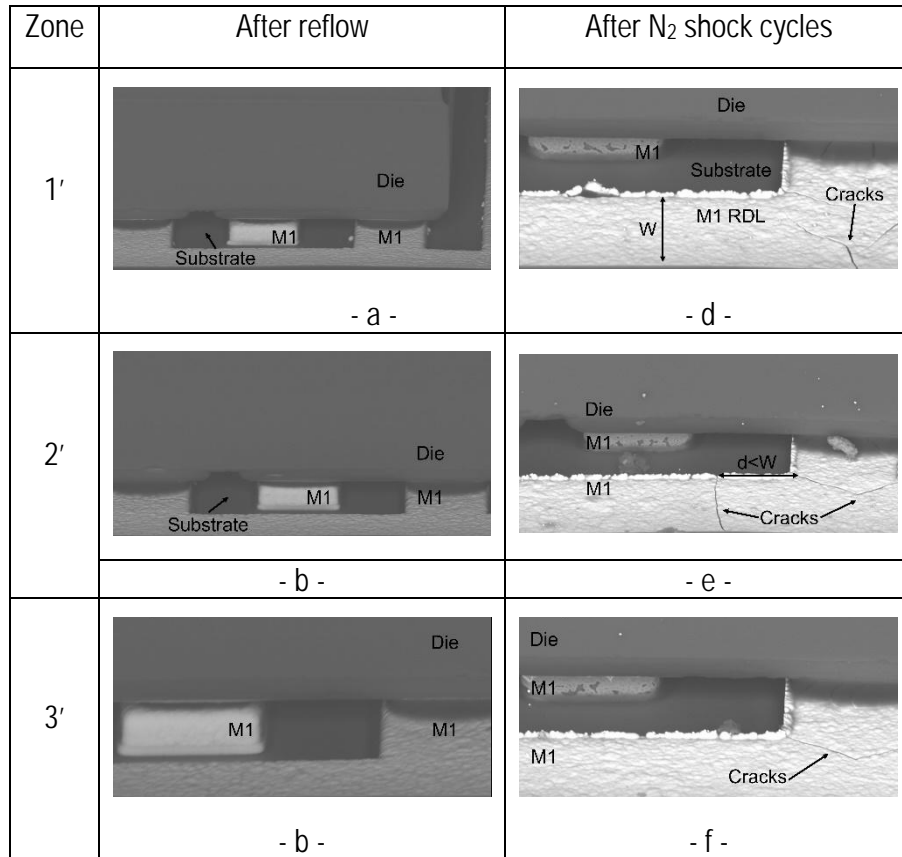 Zone After reflow After N₂ shock cycles
1′
Die
M1
M1
Substrate
- a -
Die
M1
Substrate
Cracks
M1 RDL
W
- d -
2′
Die
M1
M1
Substrate
- b -
Die
M1
d<W
M1
Cracks
- e -
3′
Die
M1
M1
- b -
Die
M1
M1
Cracks
- f -